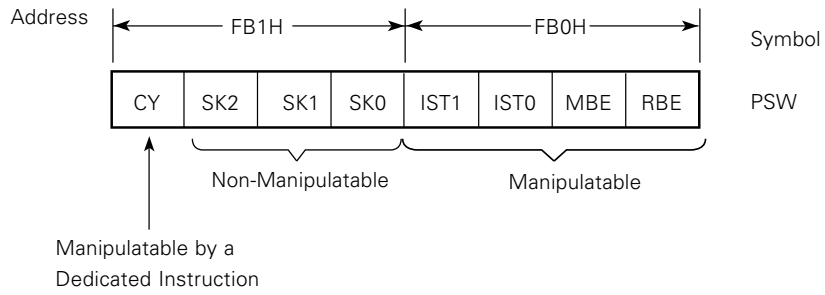 Address
FB1H
FB0H
Symbol
CY SK2 SK1 SK0 IST1 IST0 MBE RBE
PSW
Non-Manipulatable
Manipulatable
Manipulatable by a
Dedicated Instruction